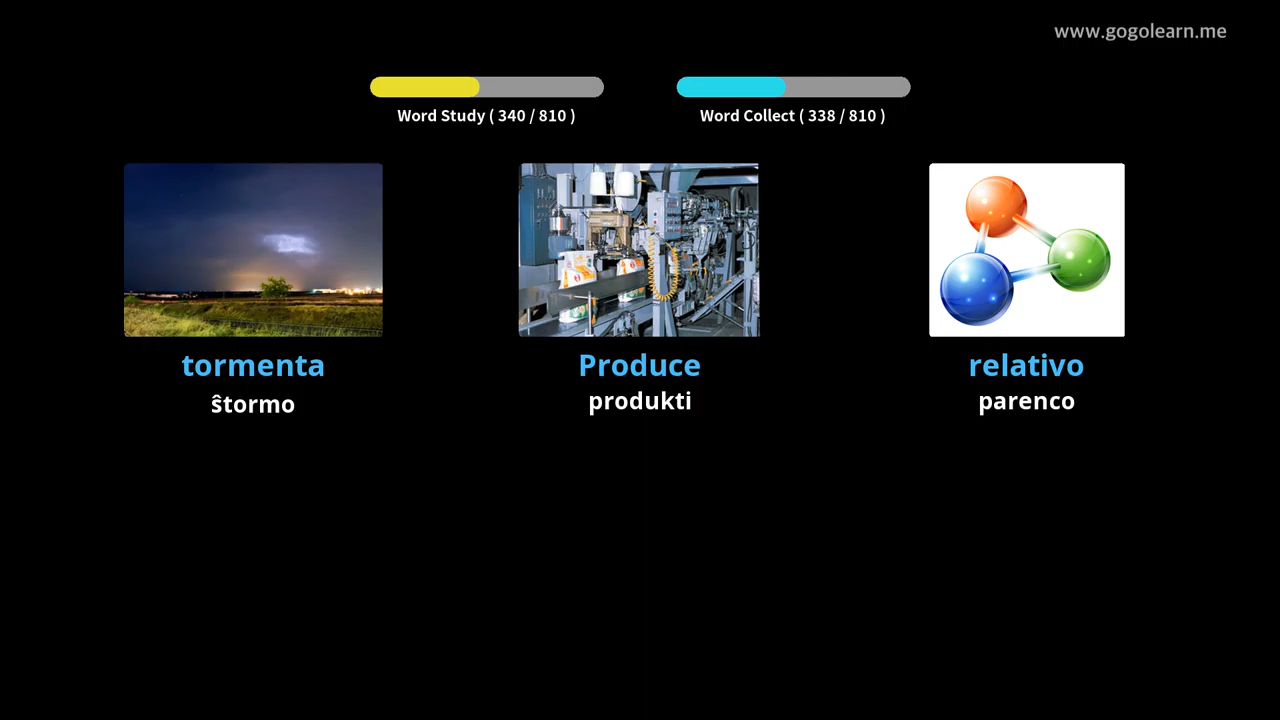 www.gogolearn.me
Word Study ( 340 / 810 )
Word Collect ( 338 / 810 )
tormenta
ŝtormo
Produce
produkti
relativo
parenco